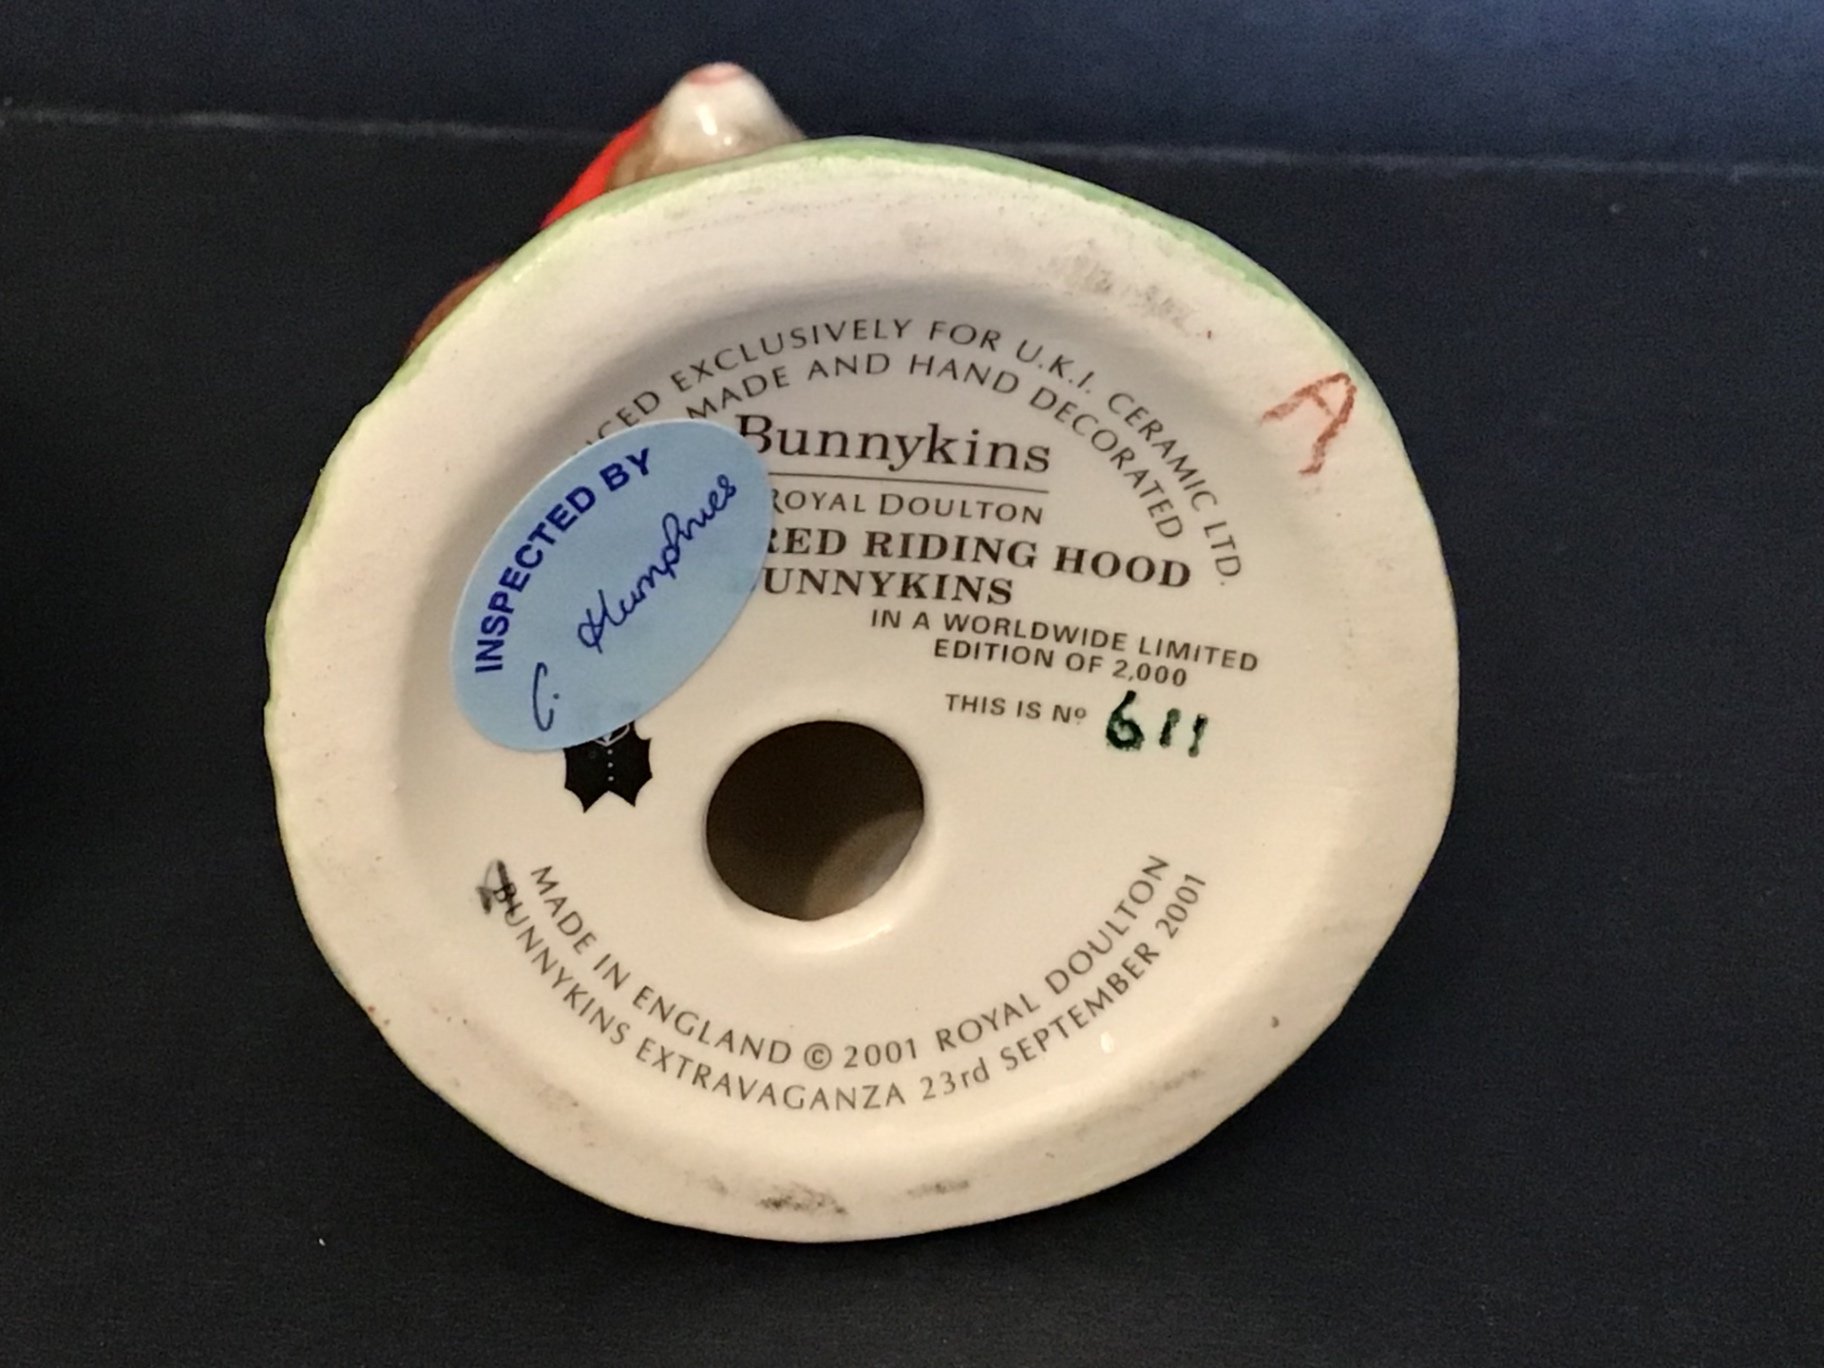 EXCLUSIVELY FOR U.K.I. CERAMIC LTD.
MADE AND HAND DECORATED
Bunnykins
ROYAL DOULTON
RED RIDING HOOD
UNNYKINS
IN A WORLDWIDE LIMITED
EDITION OF 2,000
THIS IS Nº 611
INSPECTED BY
C. Humphries
A
MADE IN ENGLAND © 2001 ROYAL DOULTON
BUNNYKINS EXTRAVAGANZA 23rd SEPTEMBER 2001